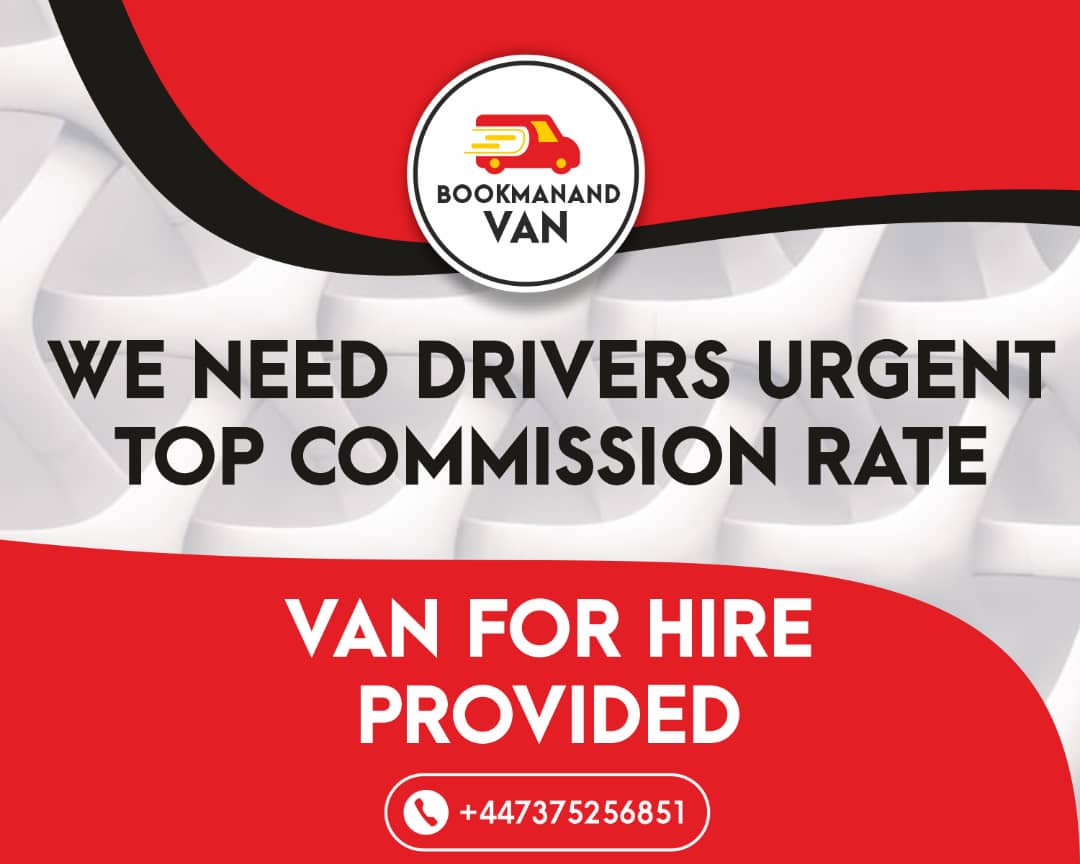 BOOKMANAND
VAN
WE NEED DRIVERS URGENT
TOP COMMISSION RATE
VAN FOR HIRE
PROVIDED
+447375256851